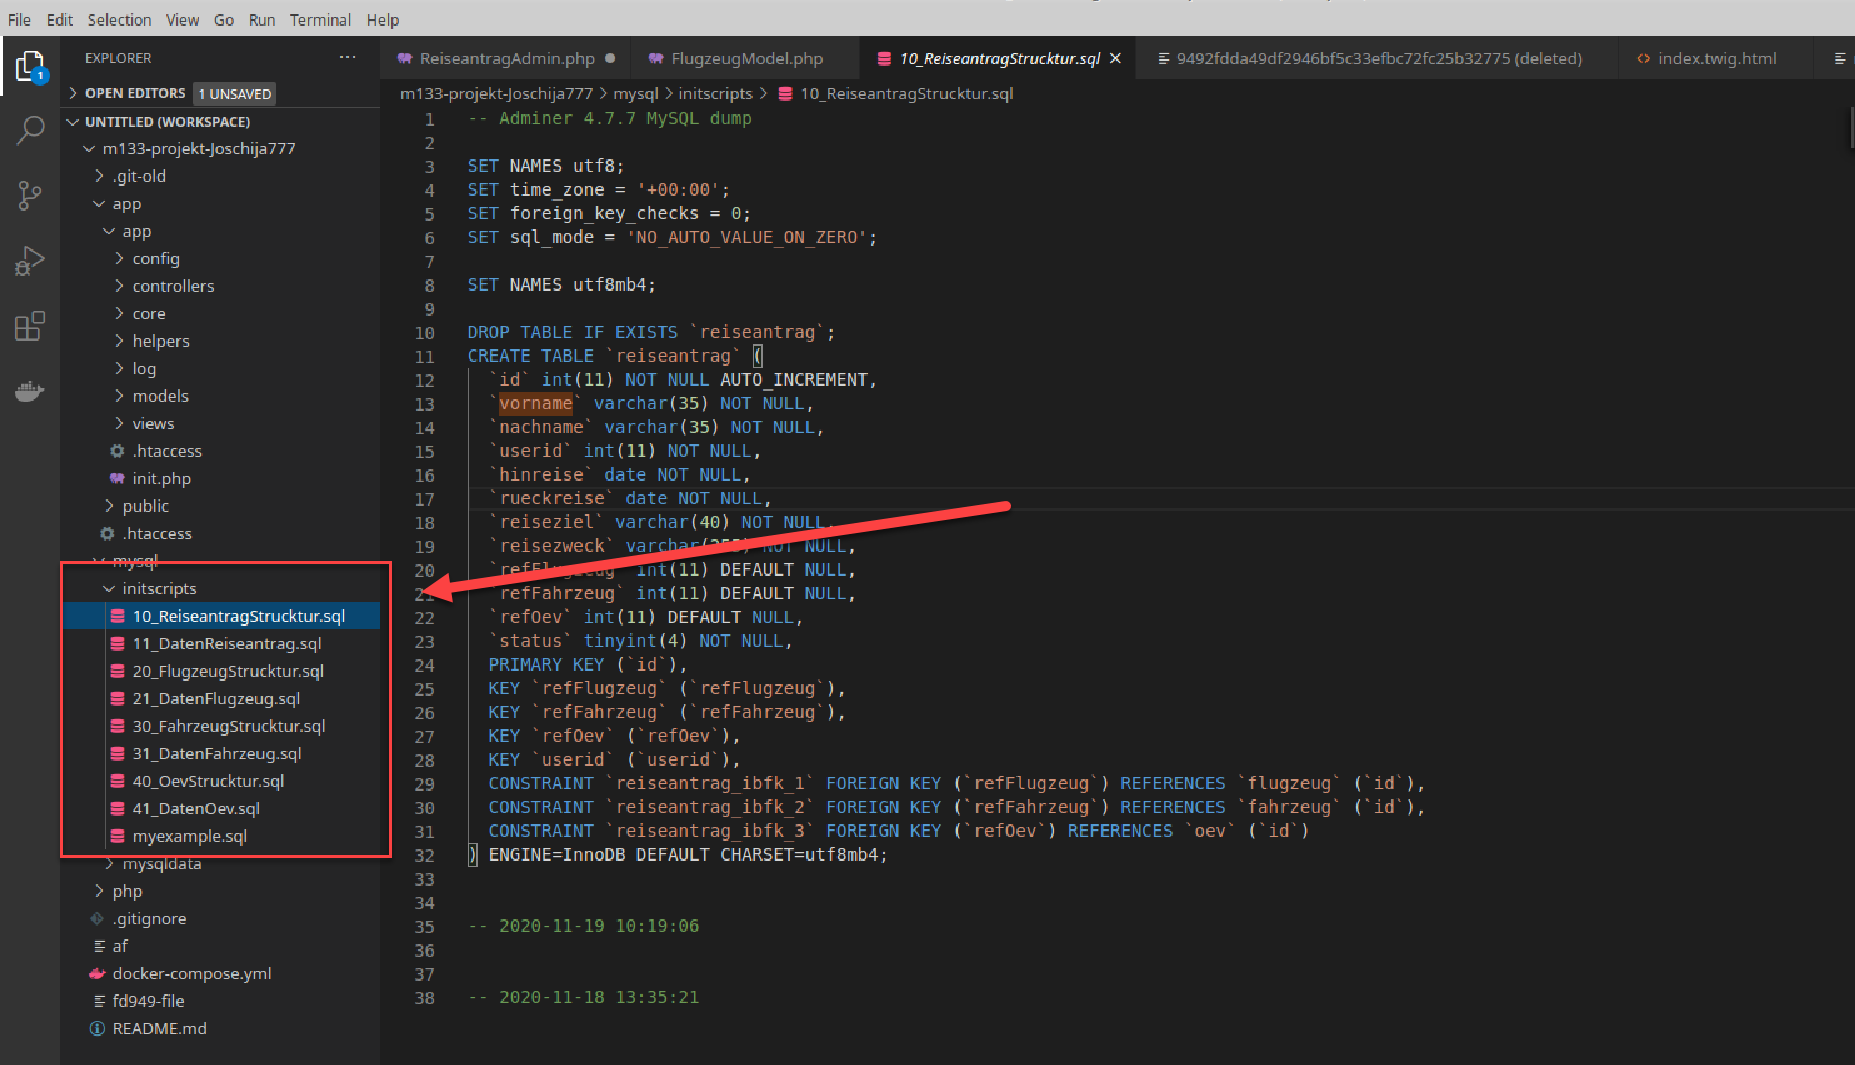 File Edit Selection View Go Run Terminal Help
EXPLORER ···
OPEN EDITORS 1 UNSAVED
UNTITLED (WORKSPACE)
m133-projekt-Joschija777
.git-old
app
app
config
controllers
core
helpers
log
models
views
.htaccess
init.php
public
.htaccess
mysql
initscripts
10_ReiseantragStrucktur.sql
11_DatenReiseantrag.sql
20_FlugzeugStrucktur.sql
21_DatenFlugzeug.sql
30_FahrzeugStrucktur.sql
31_DatenFahrzeug.sql
40_OevStrucktur.sql
41_DatenOev.sql
myexample.sql
mysqldata
php
.gitignore
af
docker-compose.yml
fd949-file
README.md
1
ReiseantragAdmin.php FlugzeugModel.php 10_ReiseantragStrucktur.sql 9492fdda49df2946bf5c33efbc72fc25b32775 (deleted) index.twig.html
m133-projekt-Joschija777 > mysql > initscripts > 10_ReiseantragStrucktur.sql
1 -- Adminer 4.7.7 MySQL dump
2
3 SET NAMES utf8;
4 SET time_zone = '+00:00';
5 SET foreign_key_checks = 0;
6 SET sql_mode = 'NO_AUTO_VALUE_ON_ZERO';
7
8 SET NAMES utf8mb4;
9
10 DROP TABLE IF EXISTS `reiseantrag`;
11 CREATE TABLE `reiseantrag` (
12 `id` int(11) NOT NULL AUTO_INCREMENT,
13 `vorname` varchar(35) NOT NULL,
14 `nachname` varchar(35) NOT NULL,
15 `userid` int(11) NOT NULL,
16 `hinreise` date NOT NULL,
17 `rueckreise` date NOT NULL,
18 `reiseziel` varchar(40) NOT NULL,
19 `reisezweck` varchar(255) NOT NULL,
20 `refFlugzeug` int(11) DEFAULT NULL,
21 `refFahrzeug` int(11) DEFAULT NULL,
22 `refOev` int(11) DEFAULT NULL,
23 `status` tinyint(4) NOT NULL,
24 PRIMARY KEY (`id`),
25 KEY `refFlugzeug` (`refFlugzeug`),
26 KEY `refFahrzeug` (`refFahrzeug`),
27 KEY `refOev` (`refOev`),
28 KEY `userid` (`userid`),
29 CONSTRAINT `reiseantrag_ibfk_1` FOREIGN KEY (`refFlugzeug`) REFERENCES `flugzeug` (`id`),
30 CONSTRAINT `reiseantrag_ibfk_2` FOREIGN KEY (`refFahrzeug`) REFERENCES `fahrzeug` (`id`),
31 CONSTRAINT `reiseantrag_ibfk_3` FOREIGN KEY (`refOev`) REFERENCES `oev` (`id`)
32 ) ENGINE=InnoDB DEFAULT CHARSET=utf8mb4;
33
34
35 -- 2020-11-19 10:19:06
36
37
38 -- 2020-11-18 13:35:21